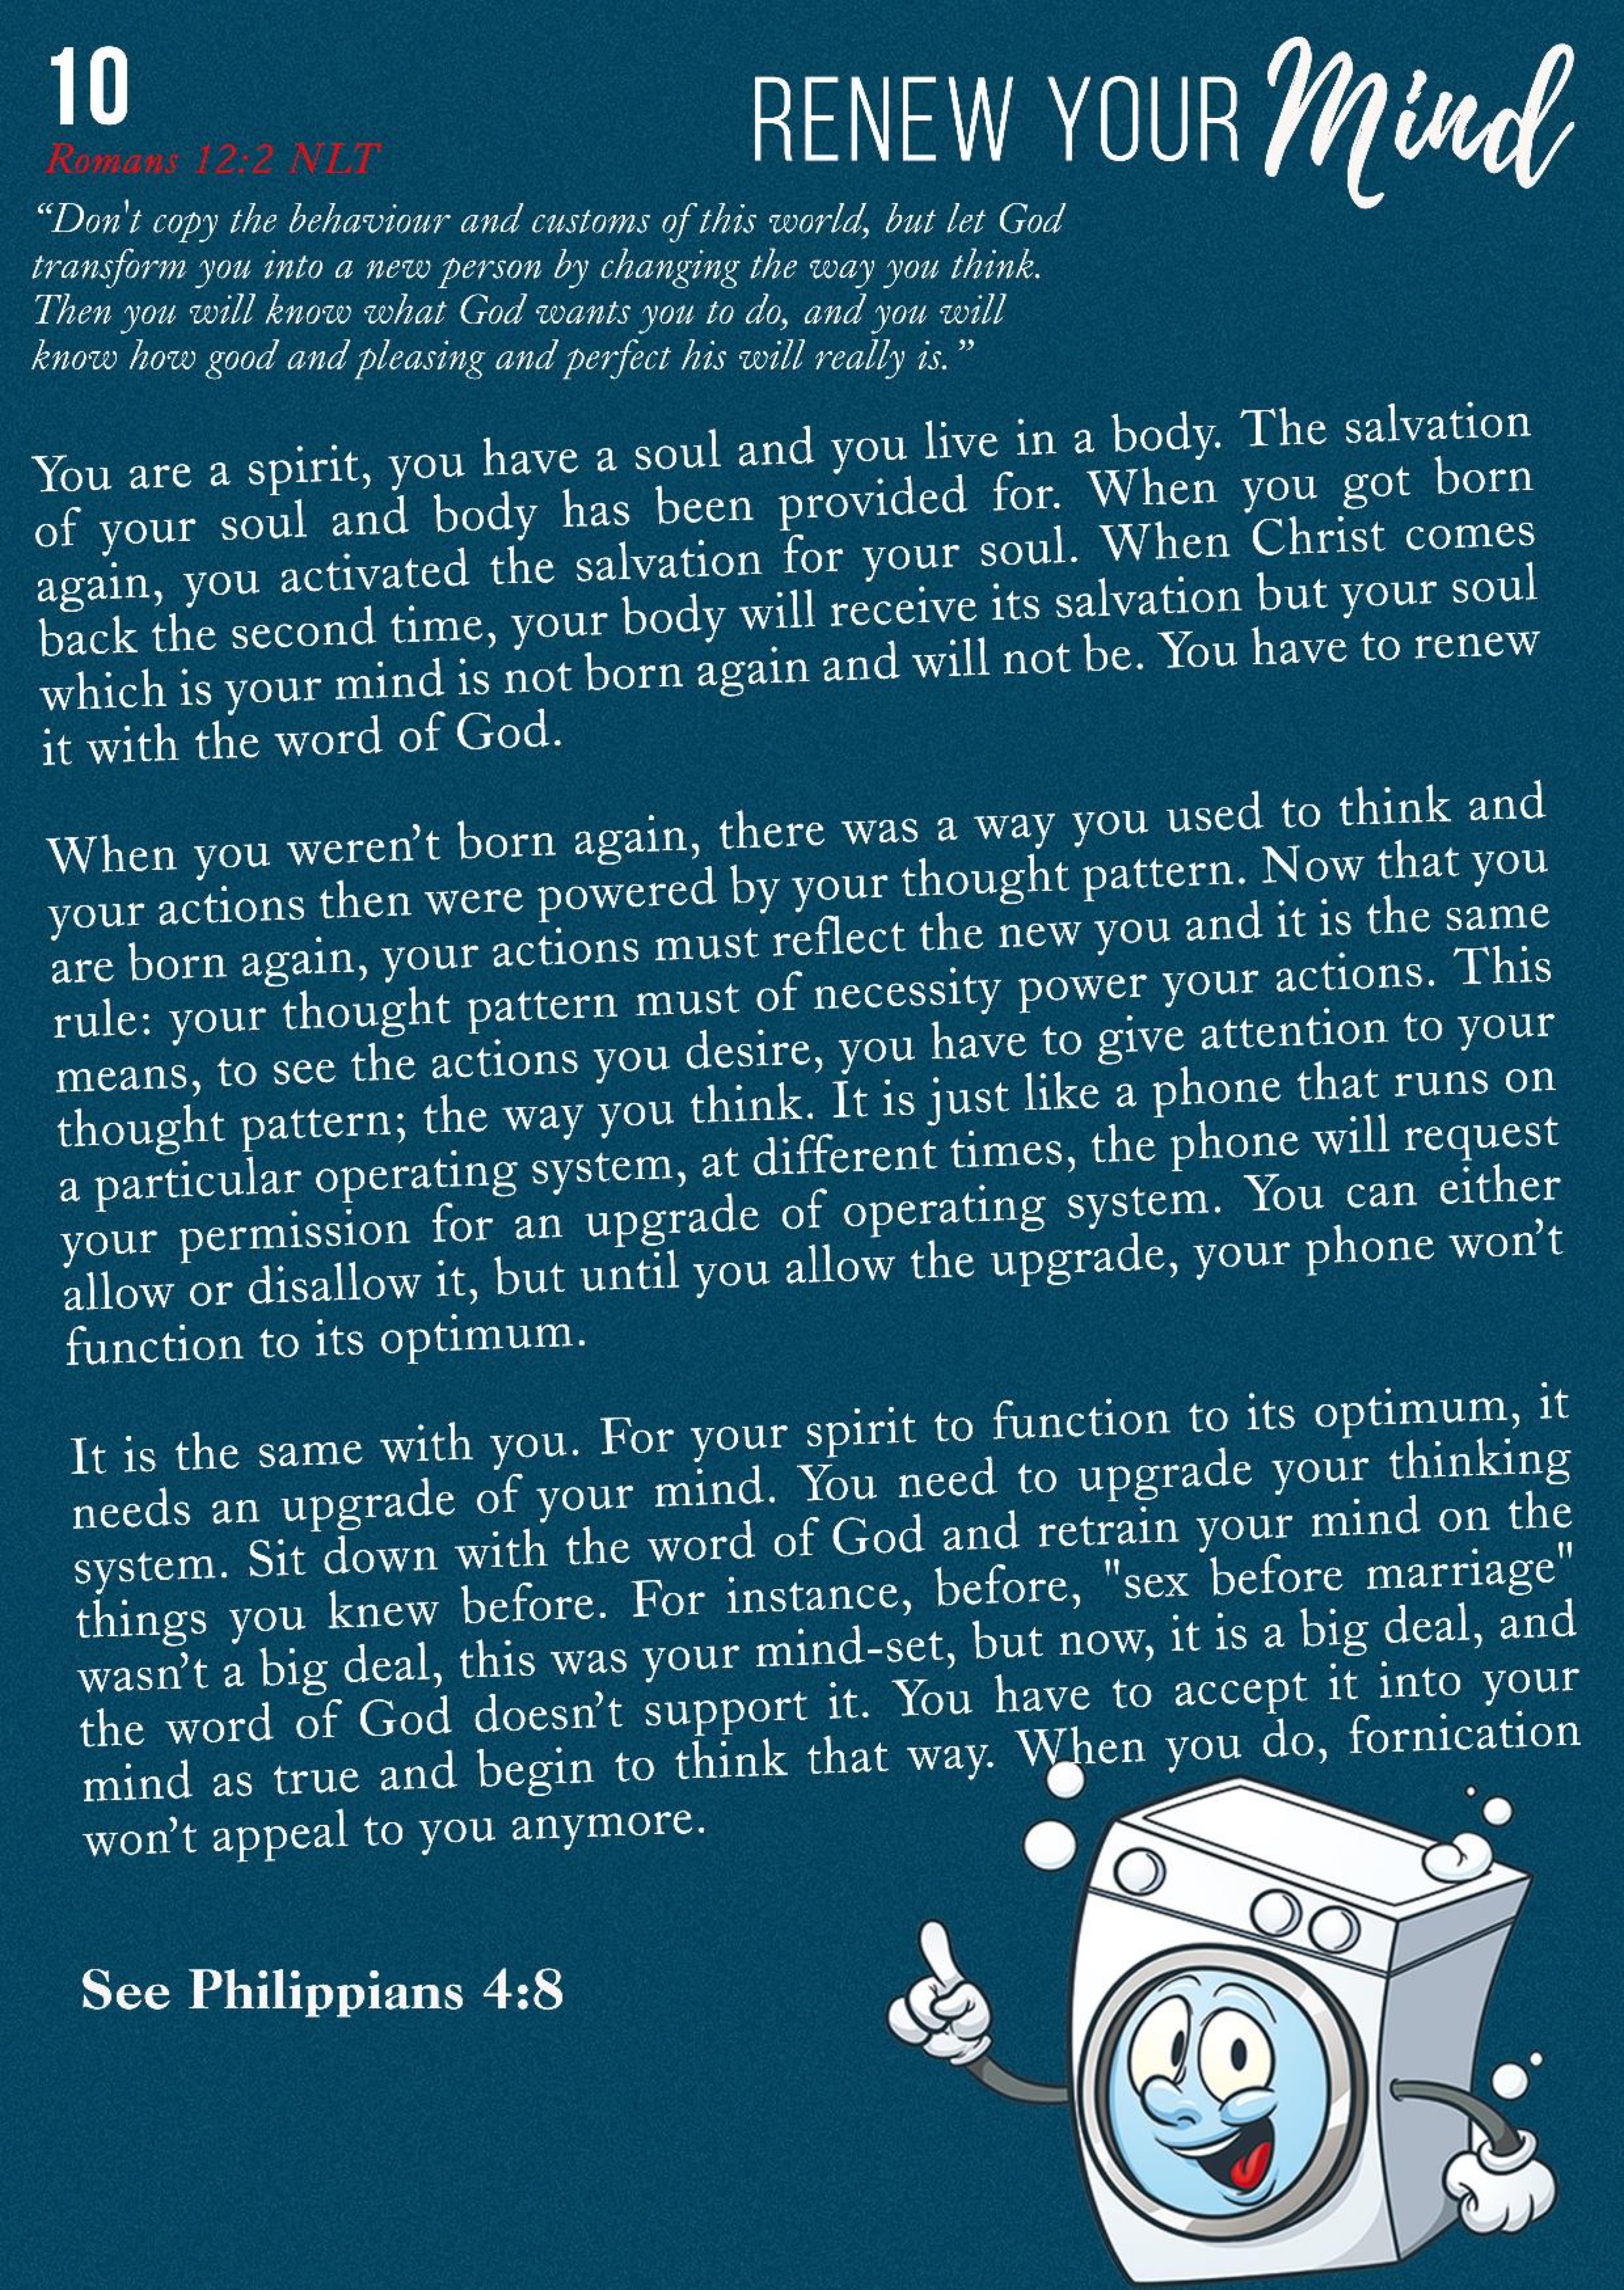 10
RENEW YOUR Mind
Romans 12:2 NLT
“Don't copy the behaviour and customs of this world, but let God
transform you into a new person by changing the way you think.
Then you will know what God wants you to do, and you will
know how good and pleasing and perfect his will really is.”
You are a spirit, you have a soul and you live in a body. The salvation
of your soul and body has been provided for. When you got born
again, you activated the salvation for your soul. When Christ comes
back the second time, your body will receive its salvation but your soul
which is your mind is not born again and will not be. You have to renew
it with the word of God.
When you weren’t born again, there was a way you used to think and
your actions then were powered by your thought pattern. Now that you
are born again, your actions must reflect the new you and it is the same
rule: your thought pattern must of necessity power your actions. This
means, to see the actions you desire, you have to give attention to your
thought pattern; the way you think. It is just like a phone that runs on
a particular operating system, at different times, the phone will request
your permission for an upgrade of operating system. You can either
allow or disallow it, but until you allow the upgrade, your phone won’t
function to its optimum.
It is the same with you. For your spirit to function to its optimum, it
needs an upgrade of your mind. You need to upgrade your thinking
system. Sit down with the word of God and retrain your mind on the
things you knew before. For instance, before, "sex before marriage"
wasn’t a big deal, this was your mind-set, but now, it is a big deal, and
the word of God doesn’t support it. You have to accept it into your
mind as true and begin to think that way. When you do, fornication
won’t appeal to you anymore.
See Philippians 4:8